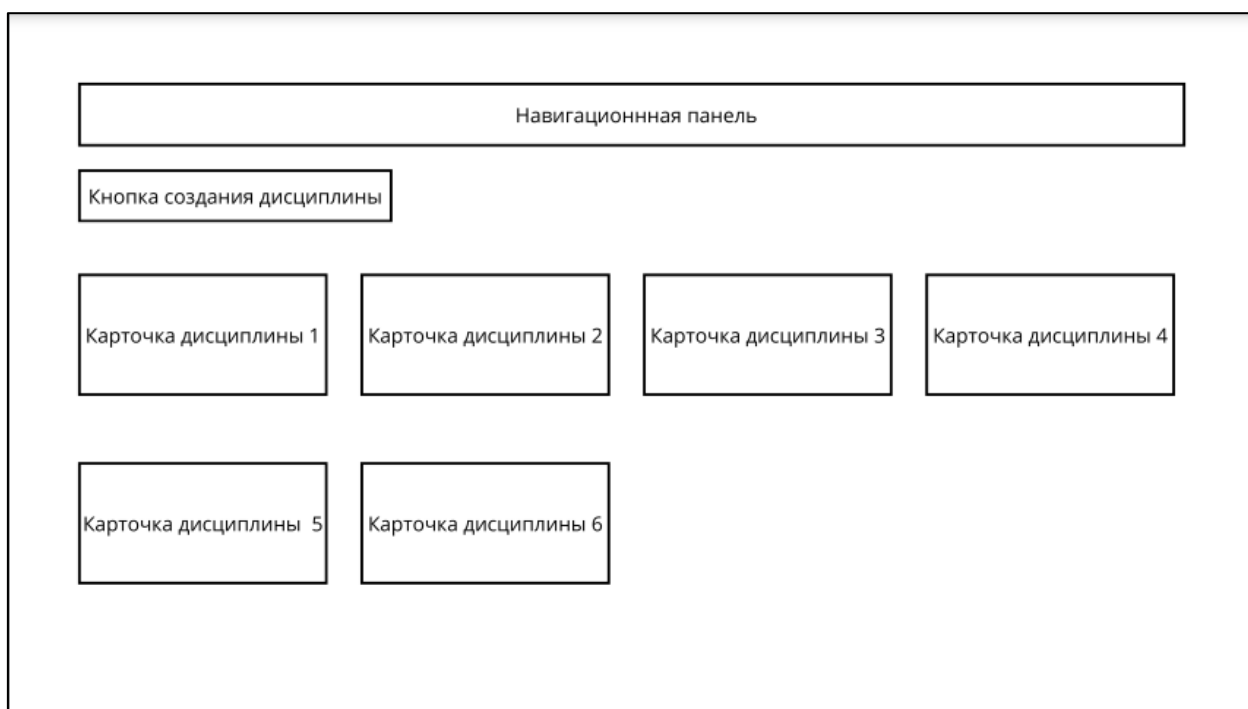 Навигационнная панель
Кнопка создания дисциплины
Карточка дисциплины 1
Карточка дисциплины 2
Карточка дисциплины 3
Карточка дисциплины 4
Карточка дисциплины  5
Карточка дисциплины 6